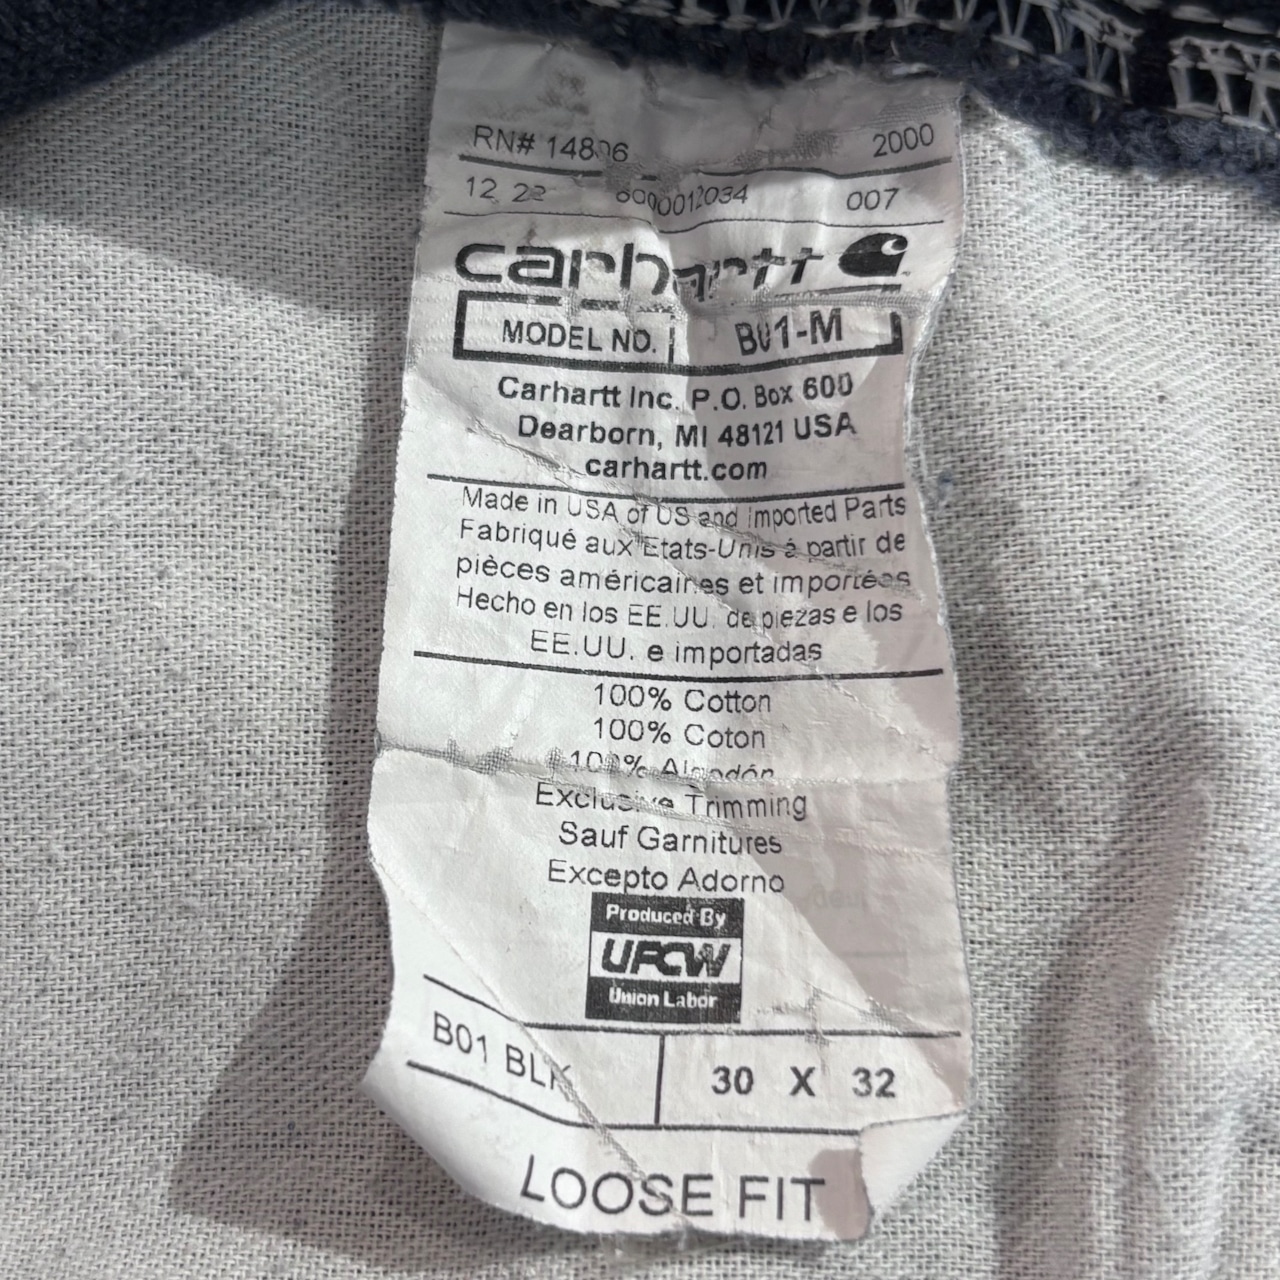 RN# 14806 2000
12 22 6000012034 007
carhartt
MODEL NO. B01-M
Carhartt Inc. P.O. Box 600
Dearborn, MI 48121 USA
carhartt.com
Made in USA of US and Imported Parts
Fabriqué aux Etats-Unis à partir de
pièces américaines et importées
Hecho en los EE.UU. de piezas e los
EE.UU. e importadas
100% Cotton
100% Coton
100% Algodón
Exclusive Trimming
Sauf Garnitures
Excepto Adorno
Produced By
UFCW
Union Labor
B01 BLK 30 X 32
LOOSE FIT